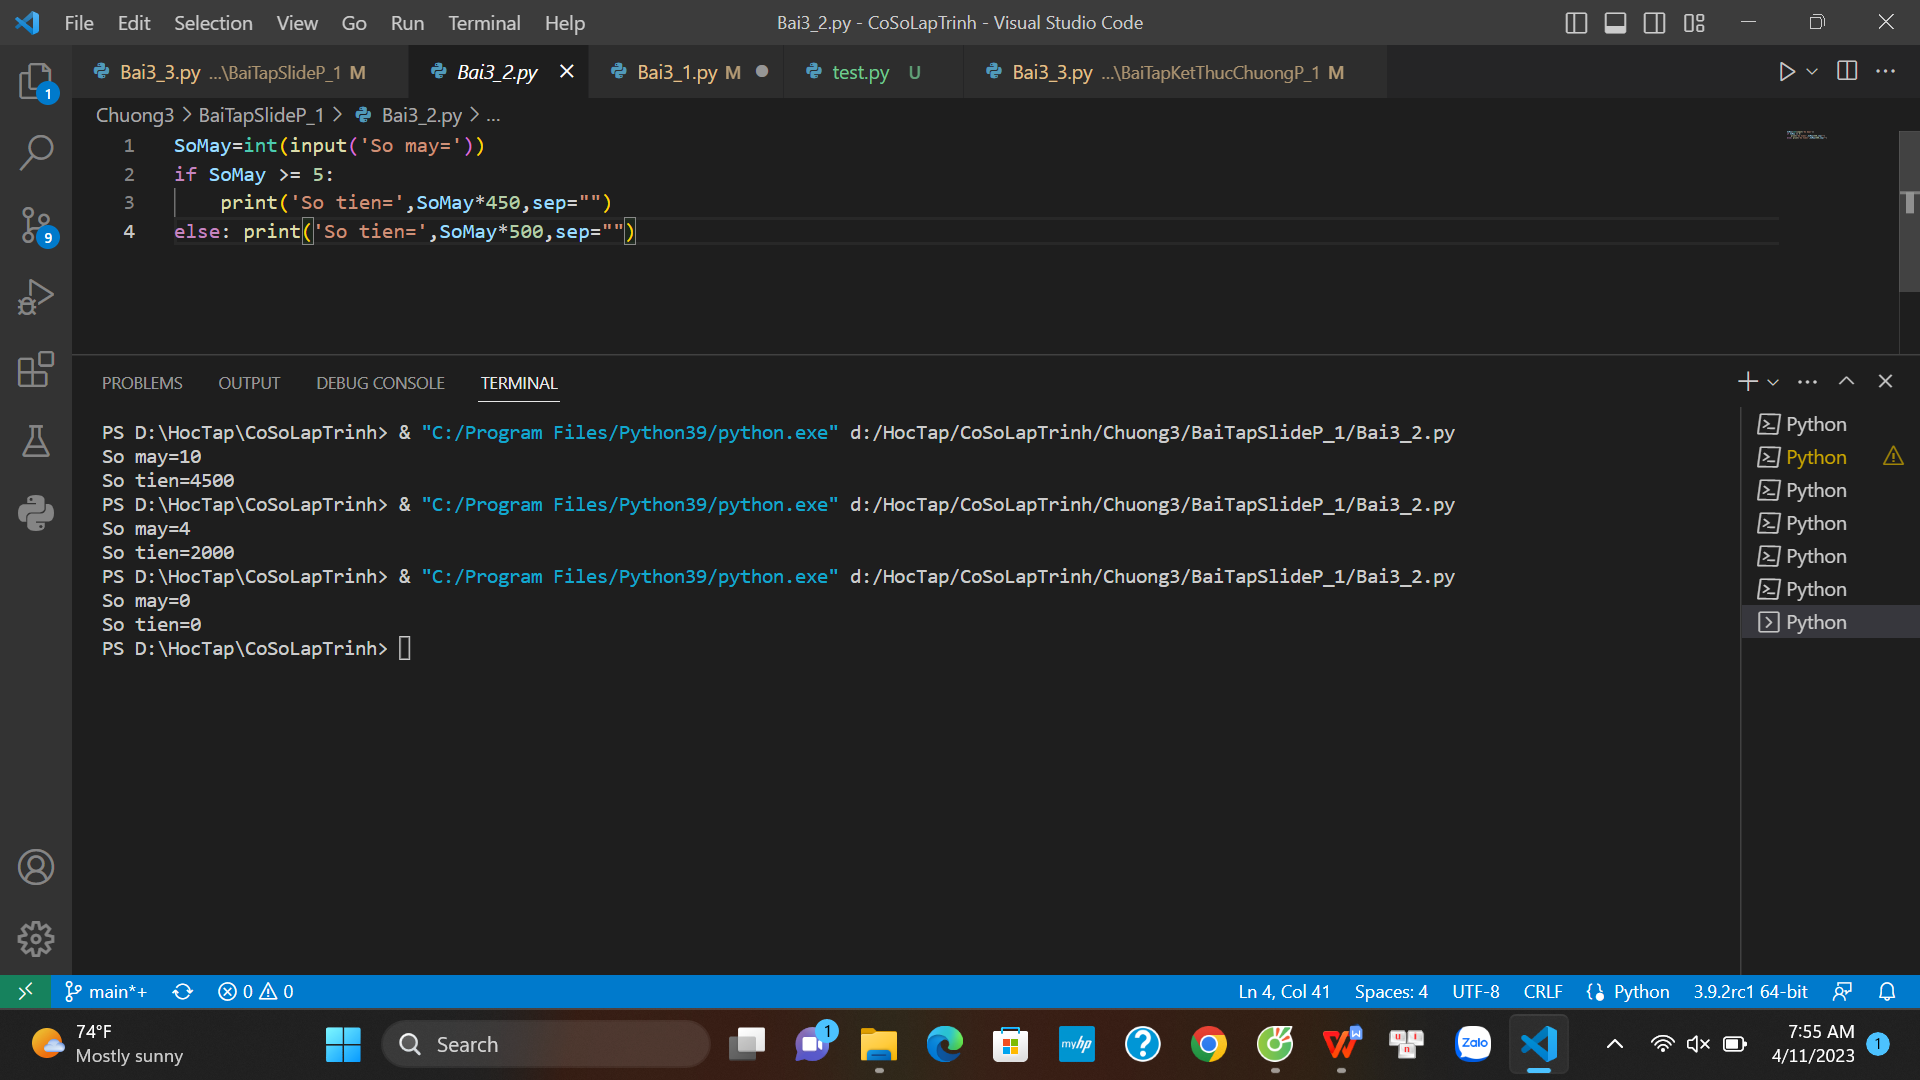 File Edit Selection View Go Run Terminal Help
Bai3_2.py - CoSoLapTrinh - Visual Studio Code
Bai3_3.py ...\BaiTapSlideP_1 M
Bai3_2.py
Bai3_1.py M
test.py U
Bai3_3.py ...\BaiTapKetThucChuongP_1 M
1
9
Chuong3 > BaiTapSlideP_1 > Bai3_2.py > ...
1 SoMay=int(input('So may='))
2 if SoMay >= 5:
3     print('So tien=',SoMay*450,sep="")
4 else: print('So tien=',SoMay*500,sep="")
PROBLEMS OUTPUT DEBUG CONSOLE TERMINAL
PS D:\HocTap\CoSoLapTrinh> & "C:/Program Files/Python39/python.exe" d:/HocTap/CoSoLapTrinh/Chuong3/BaiTapSlideP_1/Bai3_2.py
So may=10
So tien=4500
PS D:\HocTap\CoSoLapTrinh> & "C:/Program Files/Python39/python.exe" d:/HocTap/CoSoLapTrinh/Chuong3/BaiTapSlideP_1/Bai3_2.py
So may=4
So tien=2000
PS D:\HocTap\CoSoLapTrinh> & "C:/Program Files/Python39/python.exe" d:/HocTap/CoSoLapTrinh/Chuong3/BaiTapSlideP_1/Bai3_2.py
So may=0
So tien=0
PS D:\HocTap\CoSoLapTrinh>
Python
Python
Python
Python
Python
Python
Python
main*+
0 0
Ln 4, Col 41
Spaces: 4
UTF-8
CRLF
Python
3.9.2rc1 64-bit
74°F
Mostly sunny
Search
1
myhp
Zalo
7:55 AM
4/11/2023
1